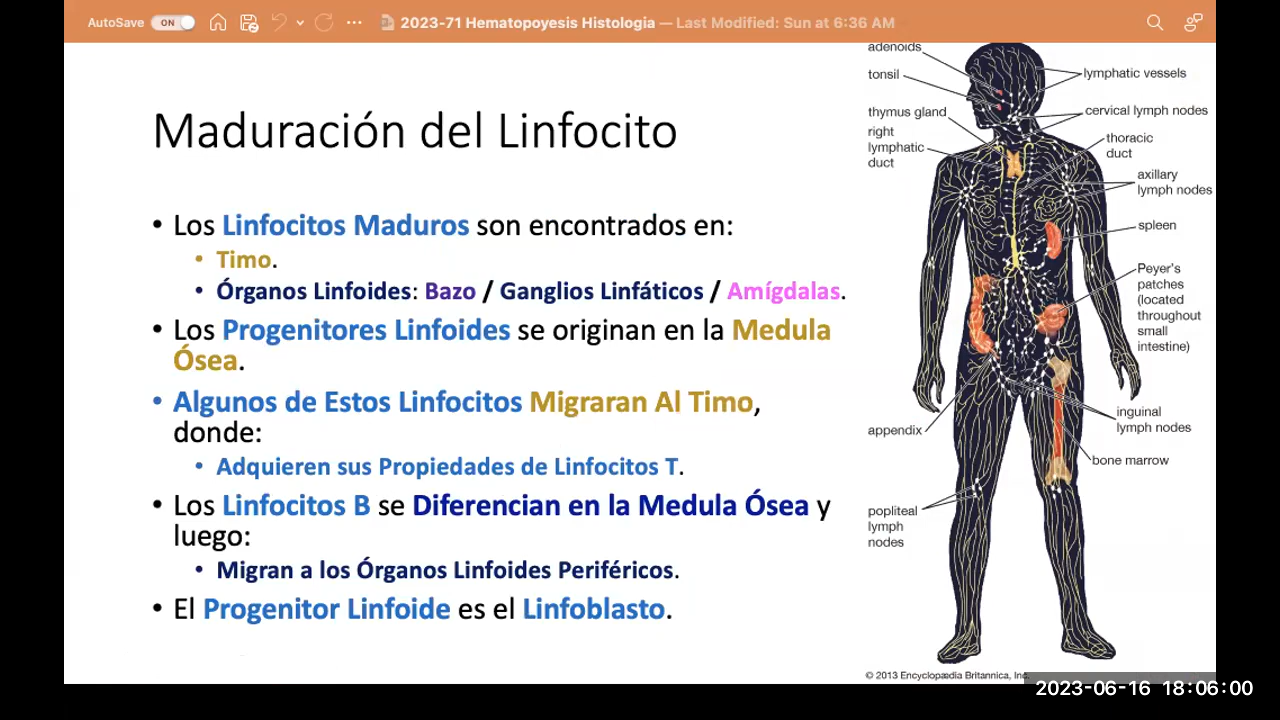 AutoSave ON 2023-71 Hematopoyesis Histologia — Last Modified: Sun at 6:36 AM
Maduración del Linfocito
• Los Linfocitos Maduros son encontrados en:
• Timo.
• Órganos Linfoides: Bazo / Ganglios Linfáticos / Amígdalas.
• Los Progenitores Linfoides se originan en la Medula
Ósea.
• Algunos de Estos Linfocitos Migraran Al Timo,
donde:
• Adquieren sus Propiedades de Linfocitos T.
• Los Linfocitos B se Diferencian en la Medula Ósea y
luego:
• Migran a los Órganos Linfoides Periféricos.
• El Progenitor Linfoide es el Linfoblasto.
adenoids
tonsil
thymus gland
right
lymphatic
duct
appendix
popliteal
lymph
nodes
lymphatic vessels
cervical lymph nodes
thoracic
duct
axillary
lymph nodes
spleen
Peyer's
patches
(located
throughout
small
intestine)
inguinal
lymph nodes
bone marrow
© 2013 Encyclopædia Britannica, Inc.
2023-06-16 18:06:00